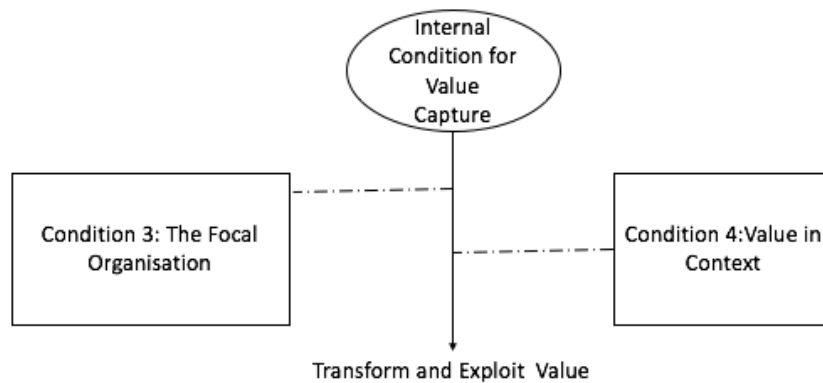 Internal
Condition for
Value
Capture
Condition 3: The Focal
Organisation
Condition 4:Value in
Context
Transform and Exploit Value